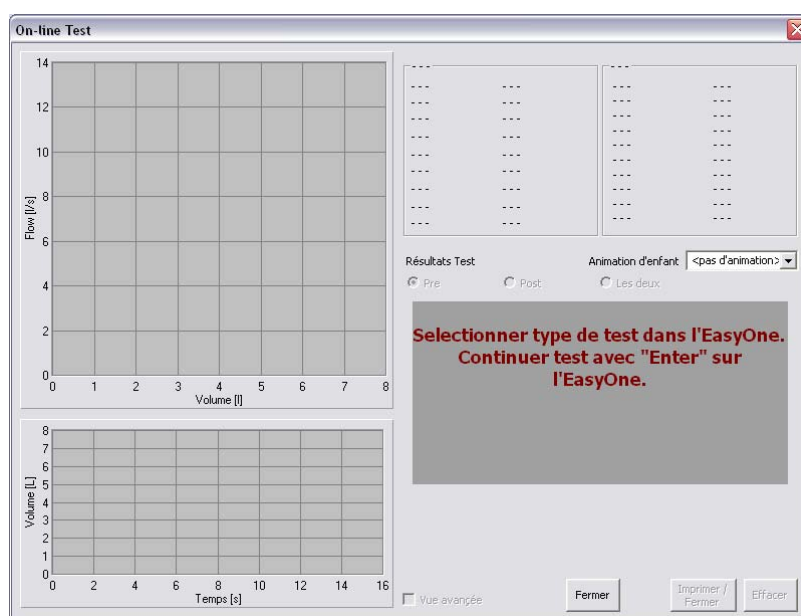 On-line Test
14
12
10
8
6
4
2
0
Flow [l/s]
0 1 2 3 4 5 6 7 8
Volume [l]
8
7
6
5
4
3
2
1
0
Volume [L]
0 2 4 6 8 10 12 14 16
Temps [s]
--- ---
--- --- --- ---
--- --- --- ---
--- --- --- ---
--- --- --- ---
--- --- --- ---
--- --- --- ---
--- --- --- ---
--- --- --- ---
--- --- --- ---
Résultats Test Animation d'enfant <pas d'animation>
Pre Post Les deux
Selectionner type de test dans l'EasyOne.
Continuer test avec "Enter" sur
l'EasyOne.
Vue avançée Fermer Imprimer / Effacer
Fermer